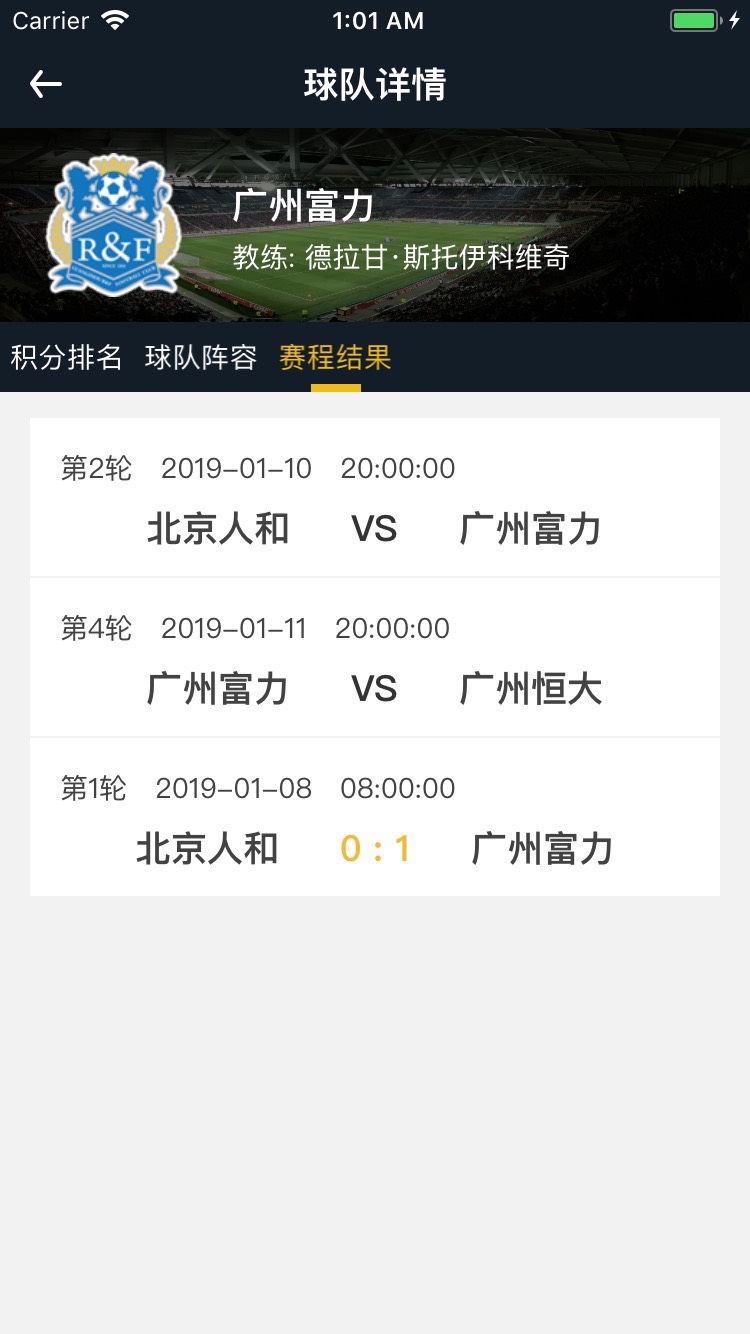 Carrier 1:01 AM
球队详情
广州富力
R&F
教练: 德拉甘·斯托伊科维奇
积分排名 球队阵容 赛程结果
第2轮 2019-01-10 20:00:00
北京人和 VS 广州富力
第4轮 2019-01-11 20:00:00
广州富力 VS 广州恒大
第1轮 2019-01-08 08:00:00
北京人和 0 : 1 广州富力